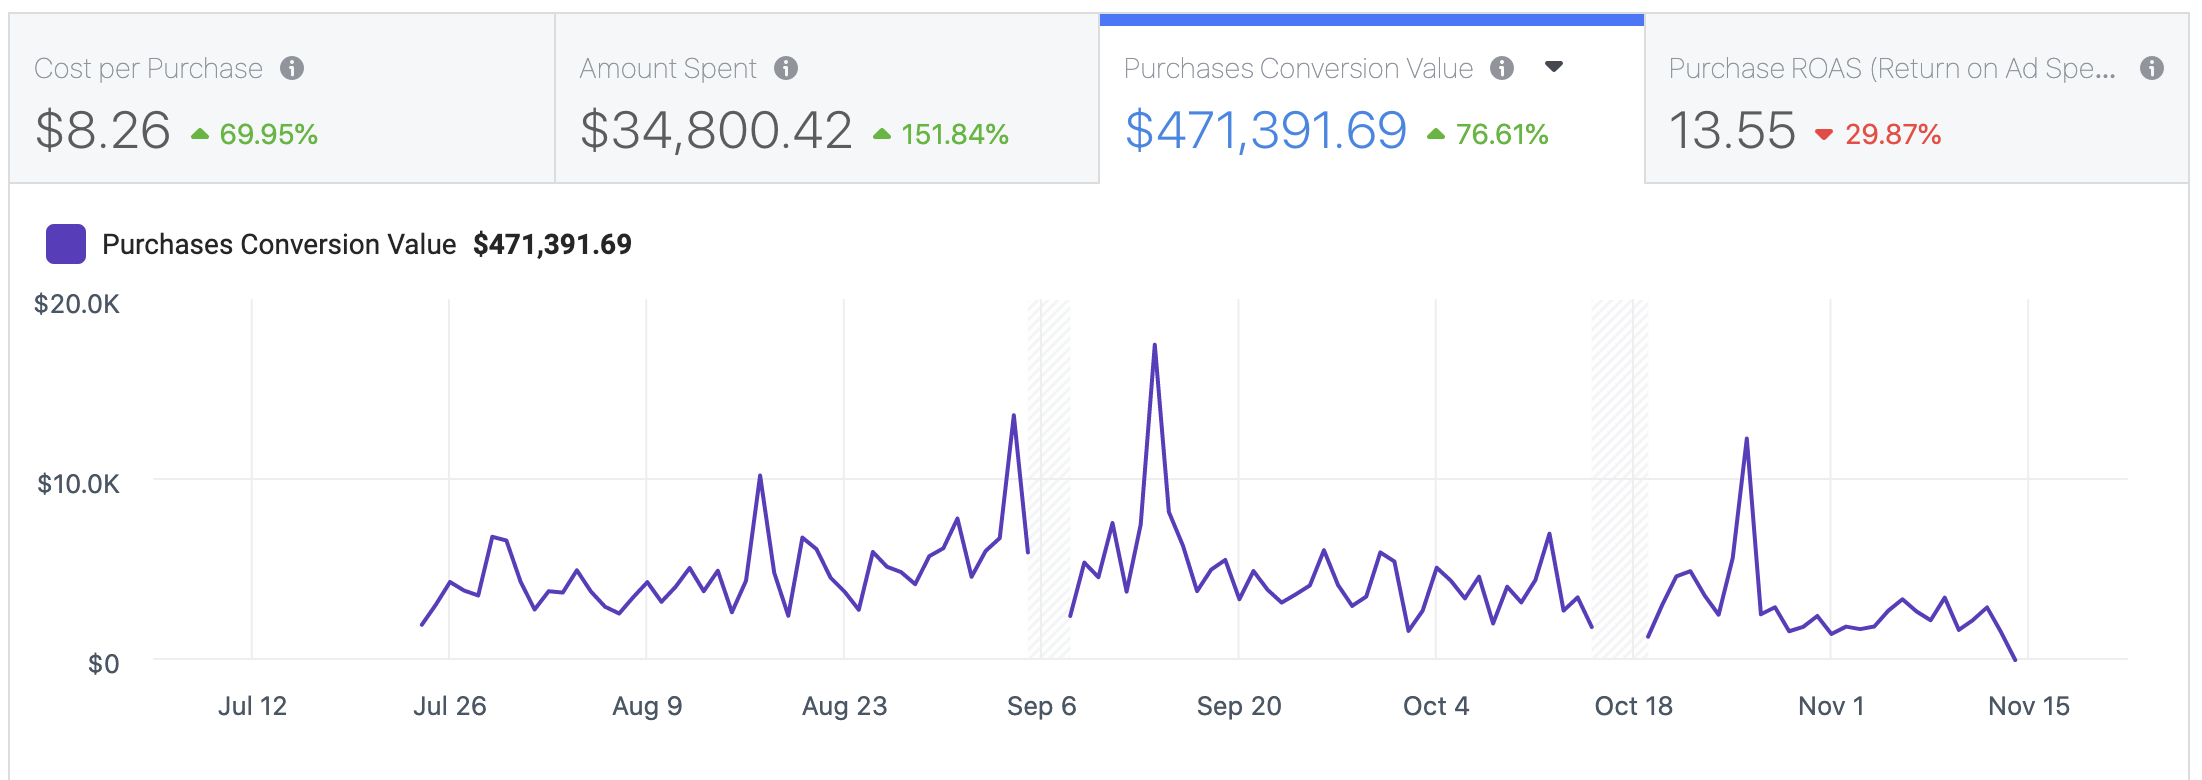 Cost per Purchase
$8.26 69.95%
Amount Spent
$34,800.42 151.84%
Purchases Conversion Value
$471,391.69 76.61%
Purchase ROAS (Return on Ad Spe...
13.55 29.87%
Purchases Conversion Value $471,391.69
$20.0K
$10.0K
$0
Jul 12 Jul 26 Aug 9 Aug 23 Sep 6 Sep 20 Oct 4 Oct 18 Nov 1 Nov 15